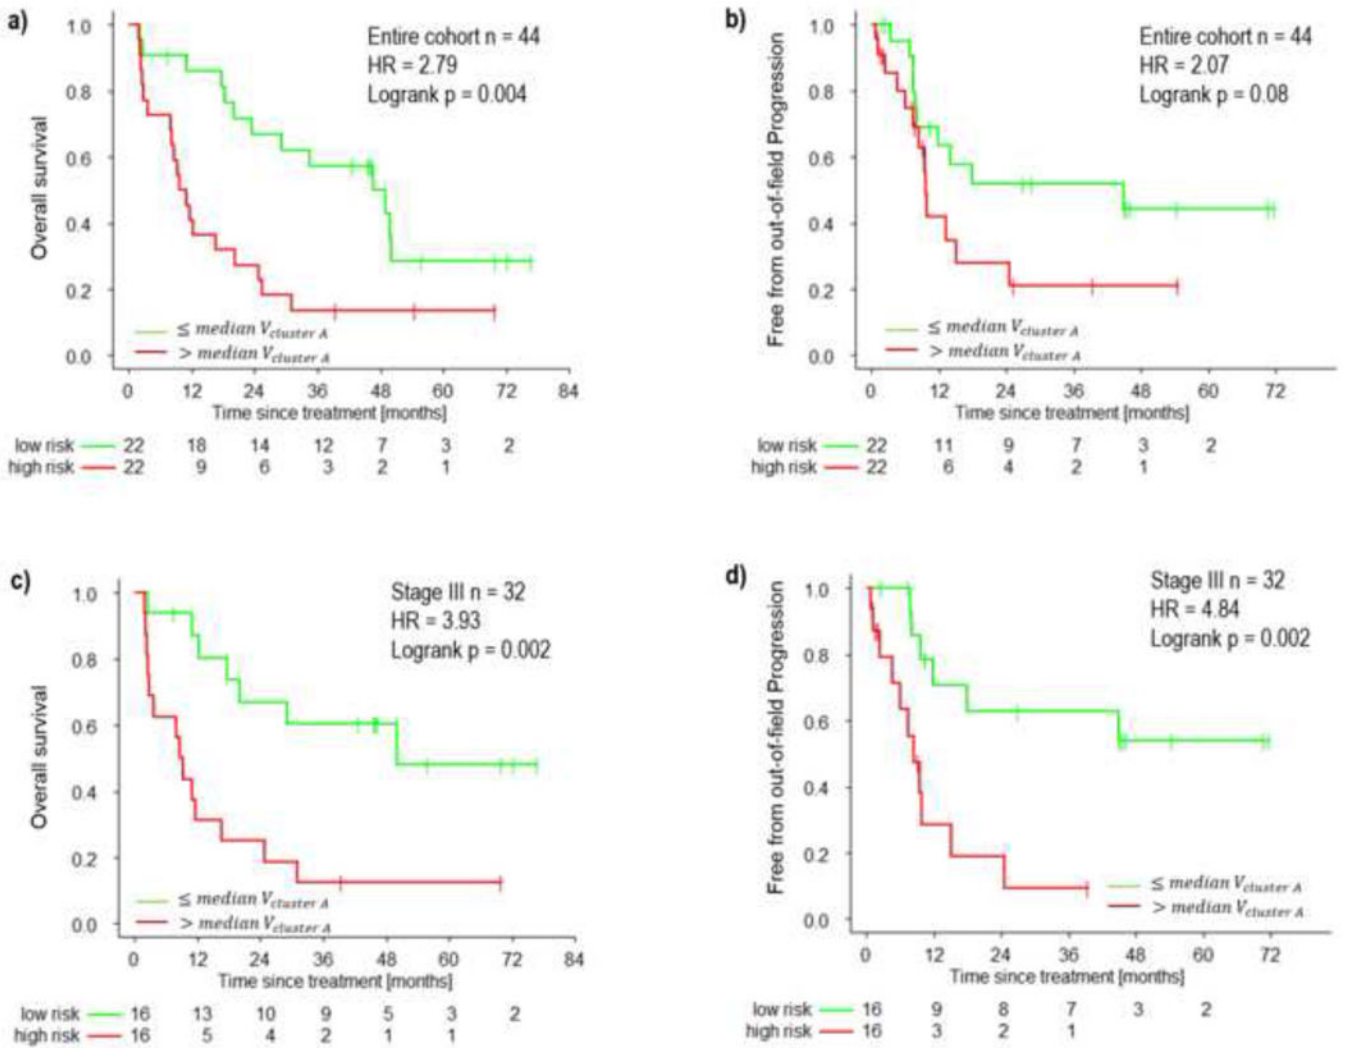 a)
Entire cohort n = 44
HR = 2.79
Logrank p = 0.004
Overall survival
1.0
0.8
0.6
0.4
0.2
0.0
≤ median V_cluster A
> median V_cluster A
0 12 24 36 48 60 72 84
Time since treatment [months]
low risk 22 18 14 12 7 3 2
high risk 22 9 6 3 2 1
b)
Entire cohort n = 44
HR = 2.07
Logrank p = 0.08
Free from out-of-field Progression
1.0
0.8
0.6
0.4
0.2
0.0
≤ median V_cluster A
> median V_cluster A
0 12 24 36 48 60 72
Time since treatment [months]
low risk 22 11 9 7 3 2
high risk 22 6 4 2 1
c)
Stage III n = 32
HR = 3.93
Logrank p = 0.002
Overall survival
1.0
0.8
0.6
0.4
0.2
0.0
≤ median V_cluster A
> median V_cluster A
0 12 24 36 48 60 72 84
Time since treatment [months]
low risk 16 13 10 9 5 3 2
high risk 16 5 4 2 1 1
d)
Stage III n = 32
HR = 4.84
Logrank p = 0.002
Free from out-of-field Progression
1.0
0.8
0.6
0.4
0.2
0.0
≤ median V_cluster A
> median V_cluster A
0 12 24 36 48 60 72
Time since treatment [months]
low risk 16 9 8 7 3 2
high risk 16 3 2 1